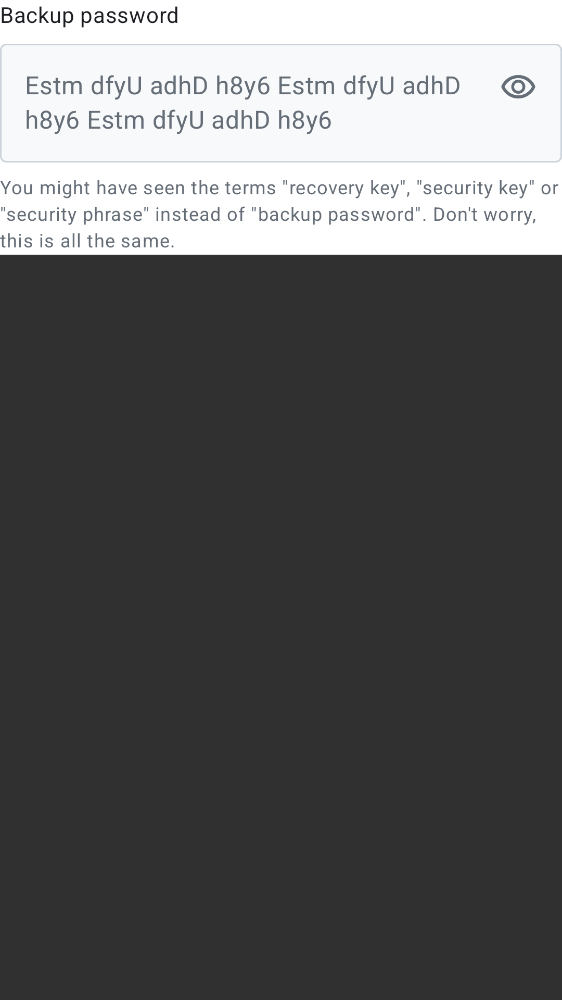 Backup password
Estm dfyU adhD h8y6 Estm dfyU adhD
h8y6 Estm dfyU adhD h8y6
You might have seen the terms "recovery key", "security key" or
"security phrase" instead of "backup password". Don't worry,
this is all the same.